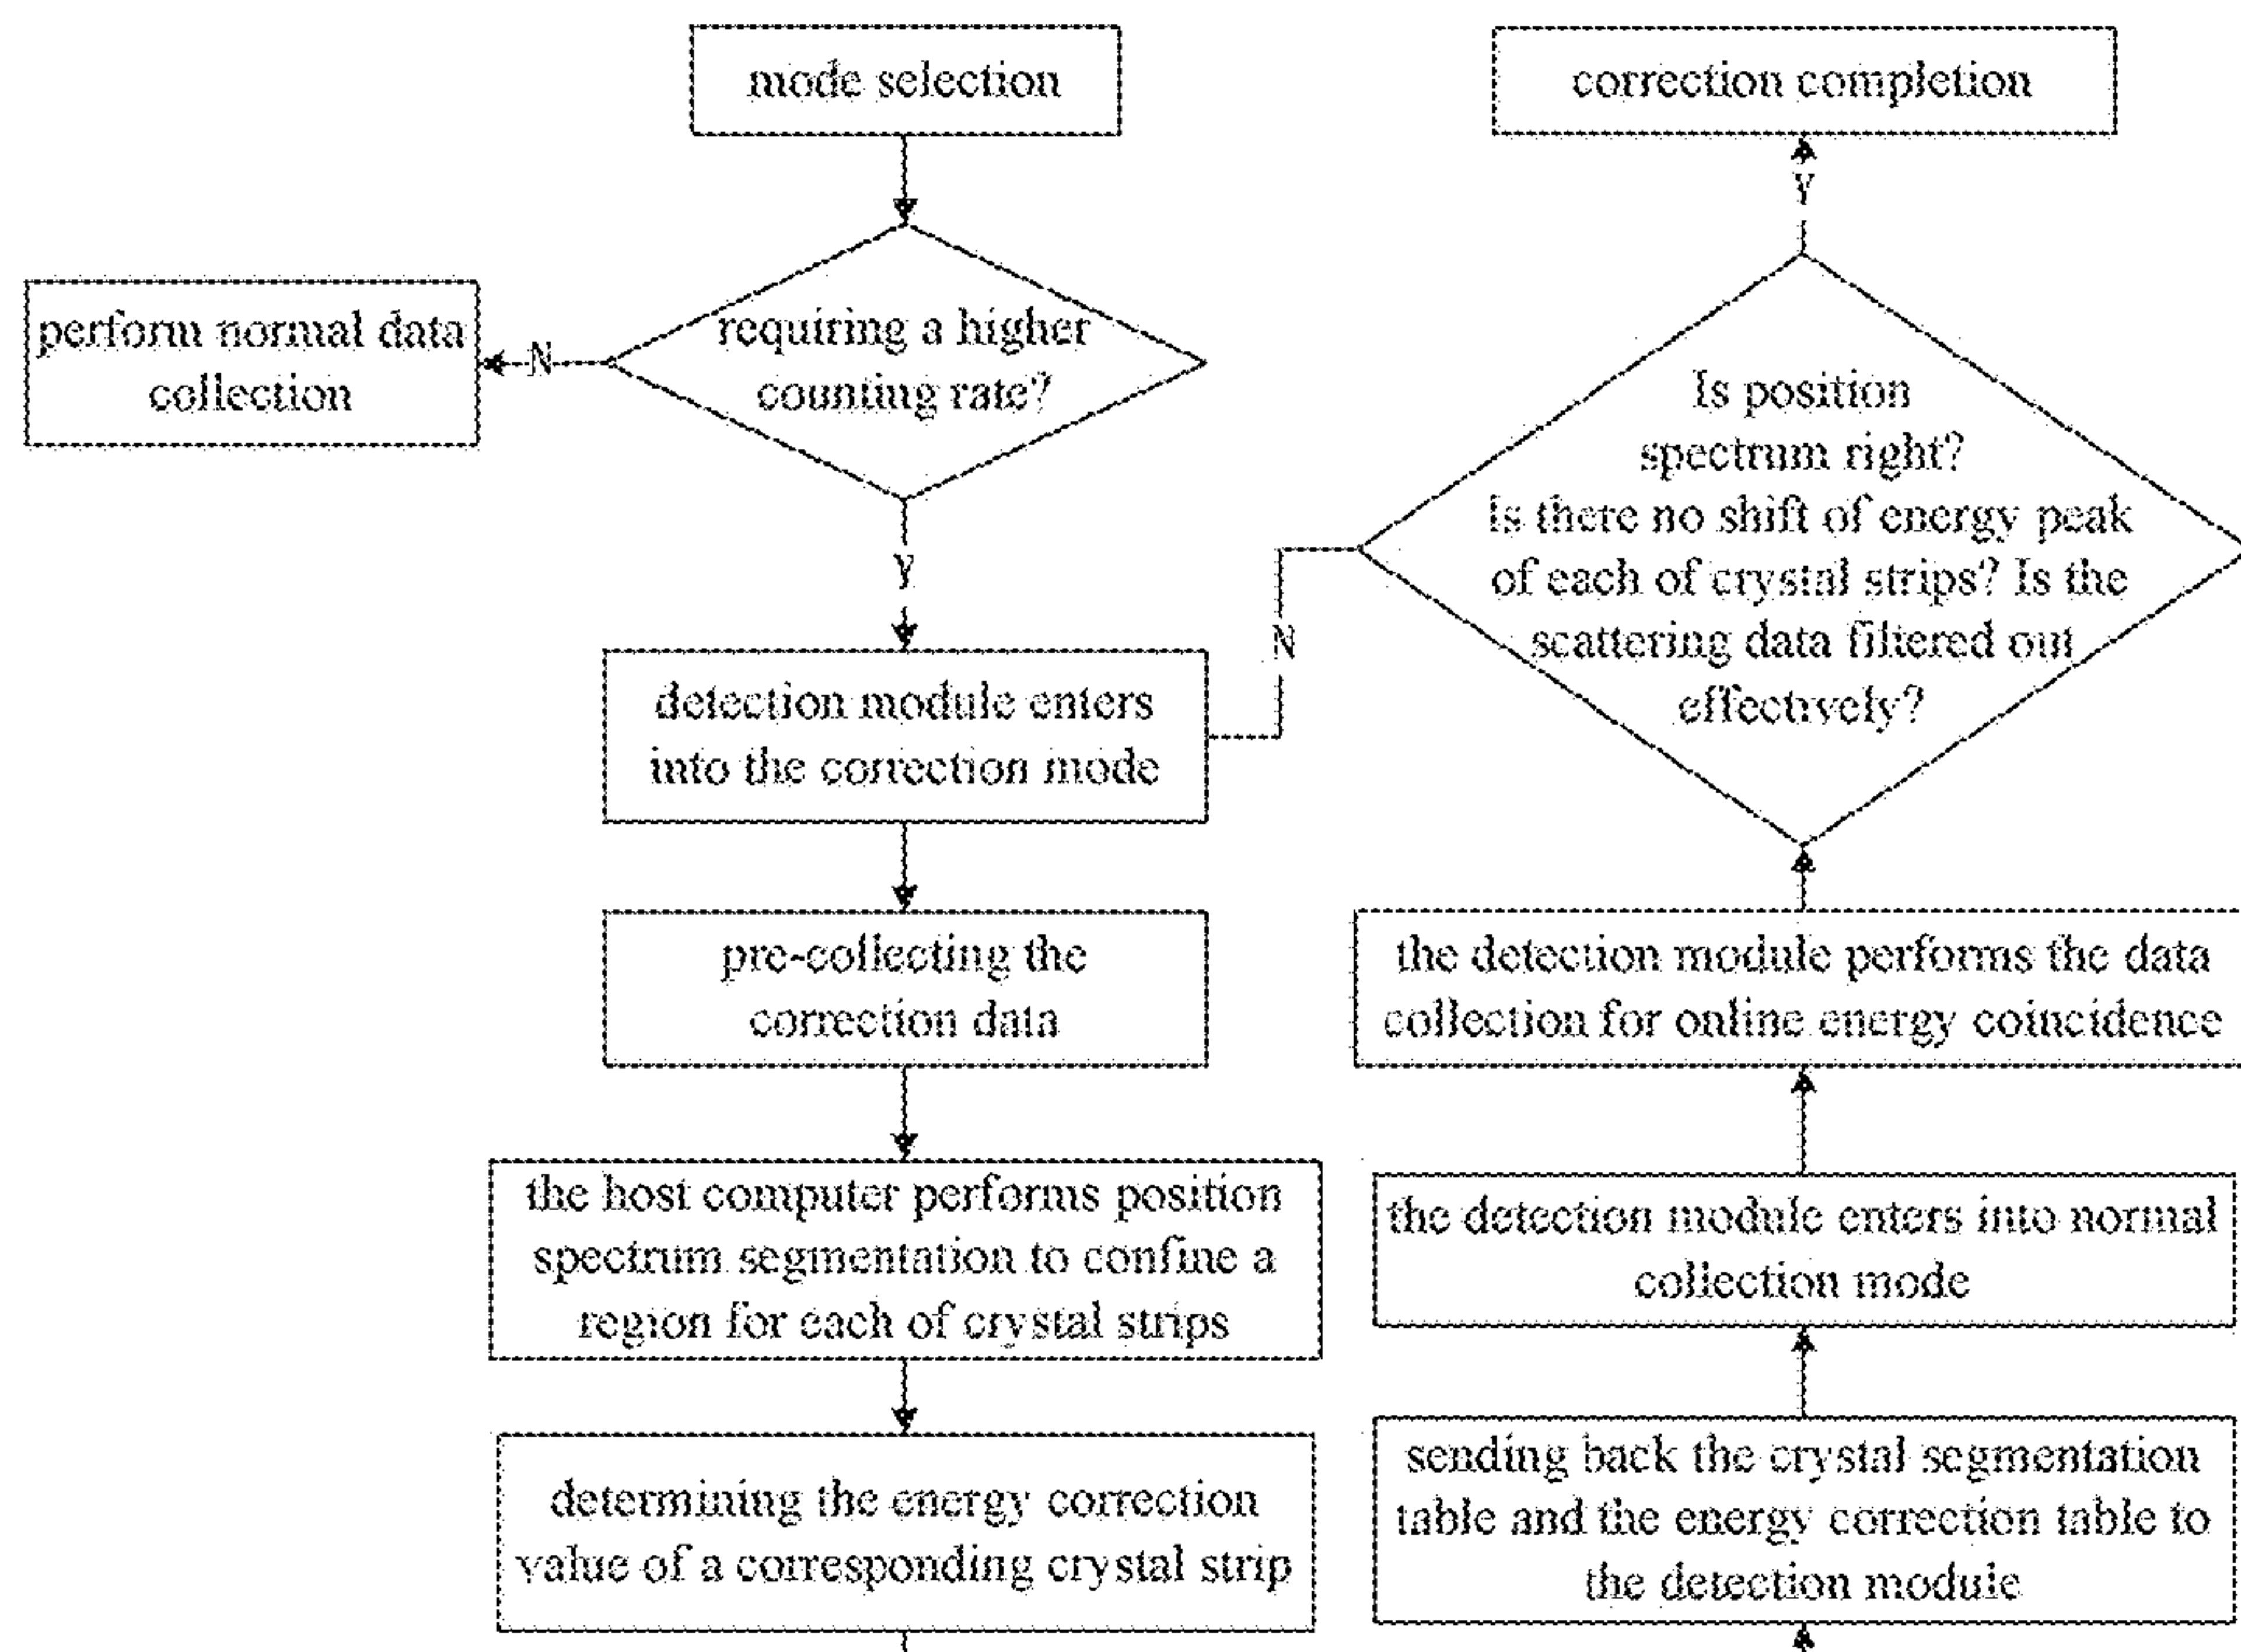 mode selection
requiring a higher
counting rate?
N
perform normal data
collection
Y
detection module enters
into the correction mode
pre-collecting the
correction data
the host computer performs position
spectrum segmentation to confine a
region for each of crystal strips
determining the energy correction
value of a corresponding crystal strip
sending back the crystal segmentation
table and the energy correction table to
the detection module
the detection module enters into normal
collection mode
the detection module performs the data
collection for online energy coincidence
Is position
spectrum right?
Is there no shift of energy peak
of each of crystal strips? Is the
scattering data filtered out
effectively?
N
Y
correction completion